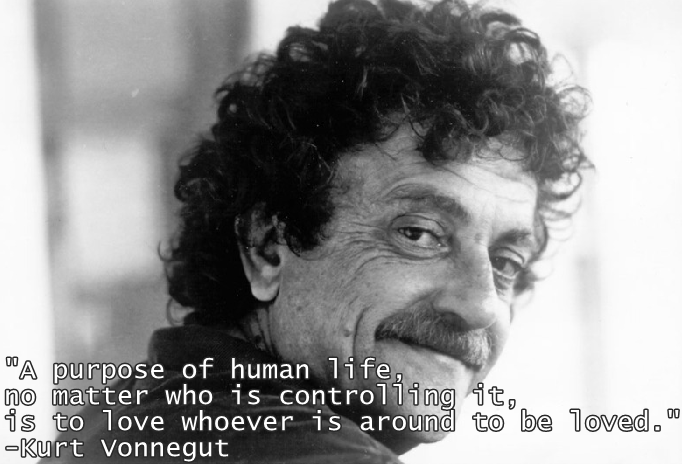 "A purpose of human life,
no matter who is controlling it,
is to love whoever is around to be loved."
-Kurt Vonnegut